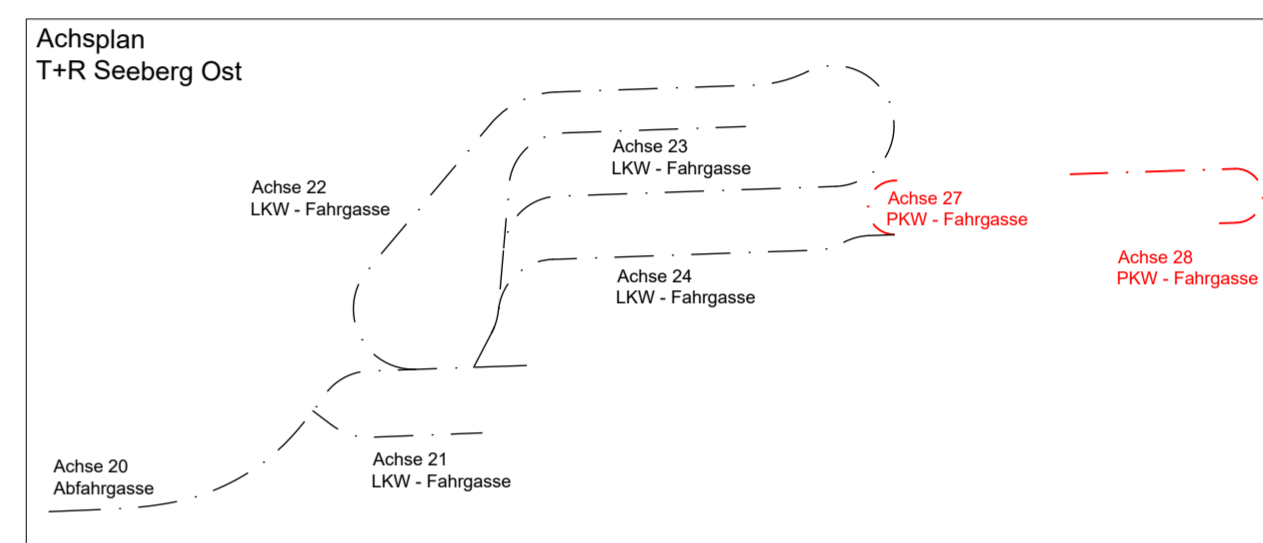 Achsplan
T+R Seeberg Ost
Achse 23
LKW - Fahrgasse
Achse 22
LKW - Fahrgasse
Achse 27
PKW - Fahrgasse
Achse 28
PKW - Fahrgasse
Achse 24
LKW - Fahrgasse
Achse 20
Abfahrgasse
Achse 21
LKW - Fahrgasse